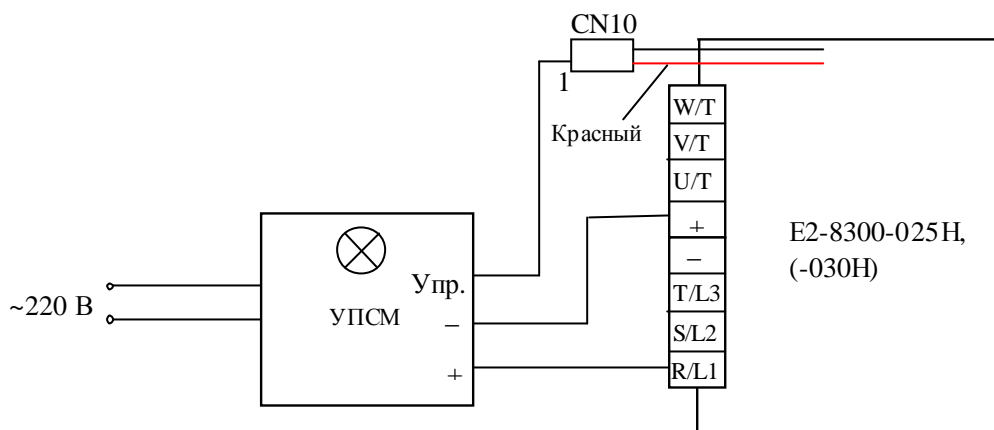 CN10
1
Красный
W/T
V/T
U/T
+
−
T/L3
S/L2
R/L1
E2-8300-025H,
(-030H)
~220 В
УПСМ
Упр.
−
+